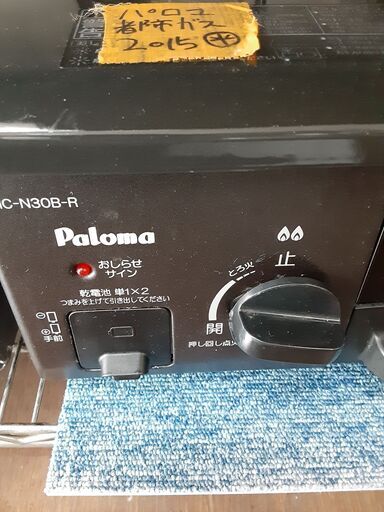 パロマ
都市ガス
2015
IC-N30B-R
Paloma
おしらせ
サイン
乾電池 単1×2
つまみを上げて引き出してください
手前
止
とろ火
開
押し回し点火